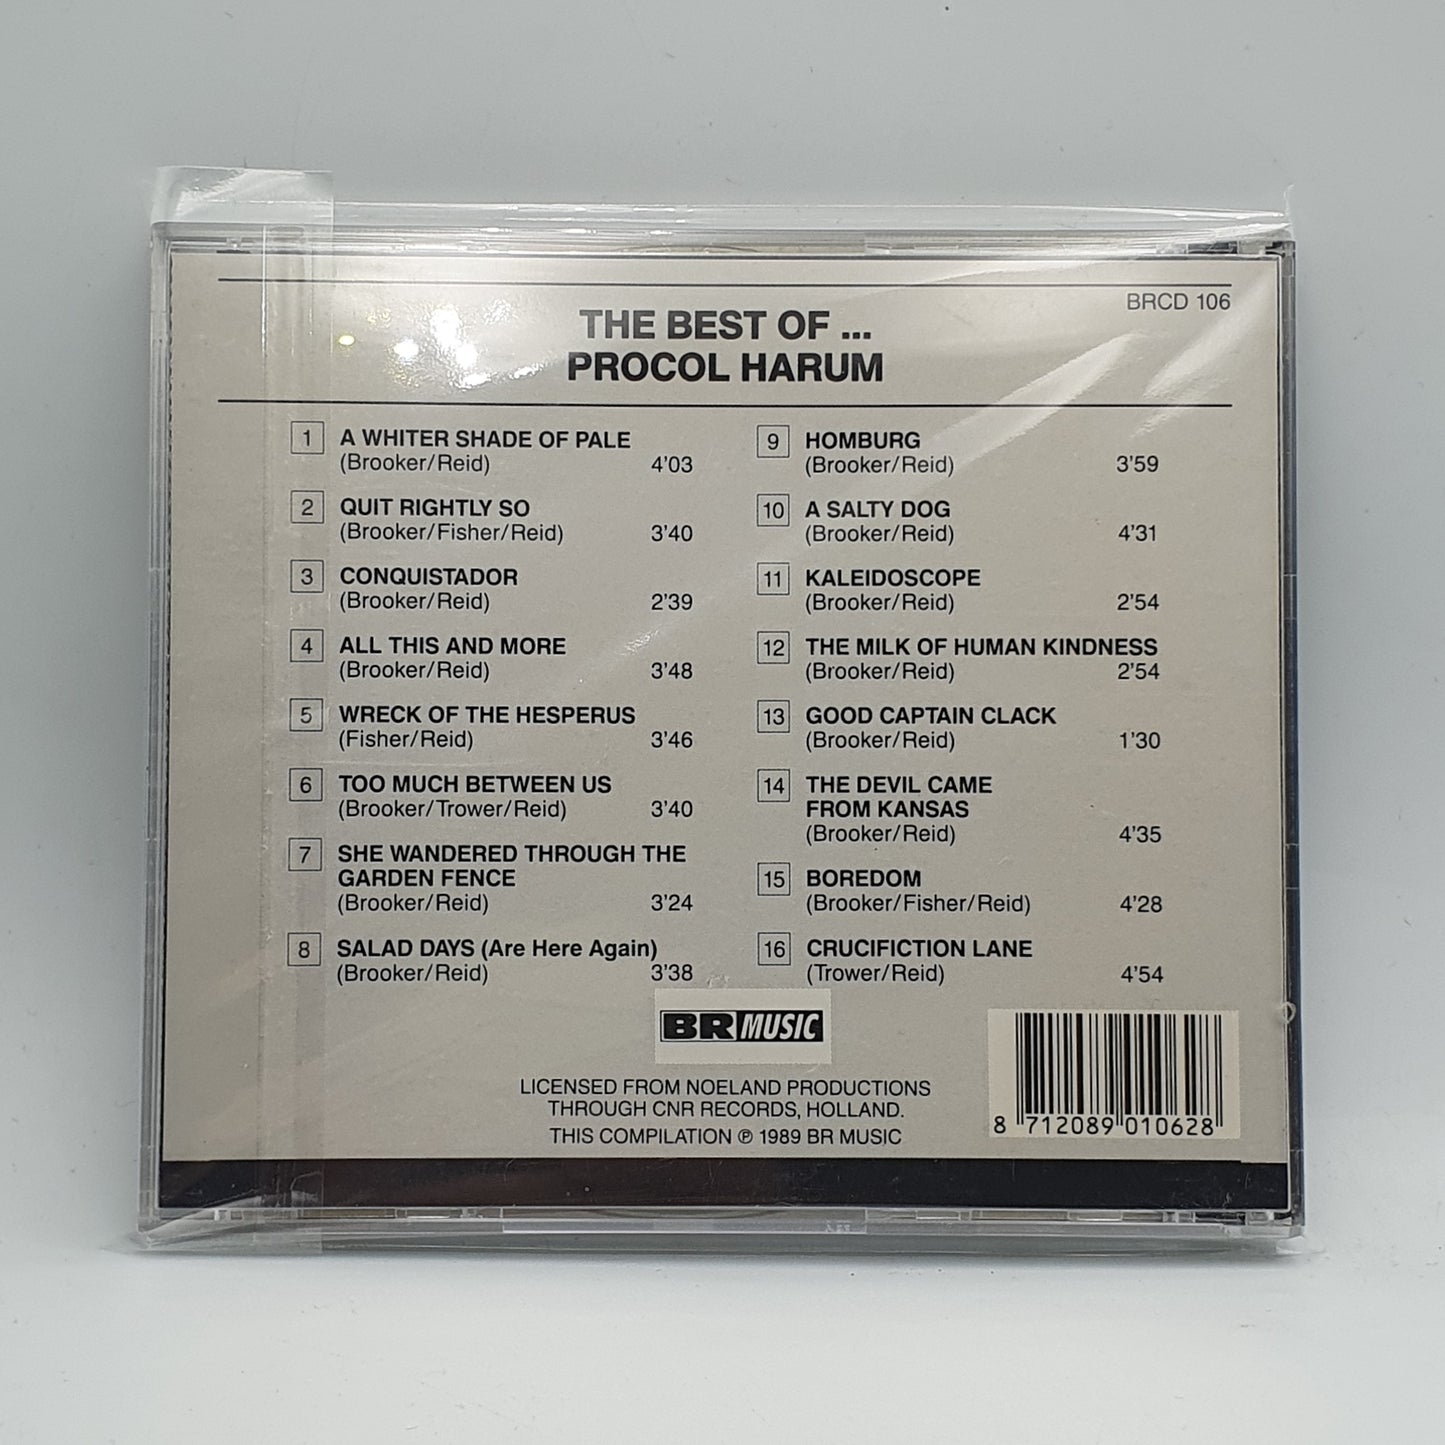 BRCD 106
THE BEST OF ...
PROCOL HARUM
1 A WHITER SHADE OF PALE
(Brooker/Reid) 4'03
2 QUIT RIGHTLY SO
(Brooker/Fisher/Reid) 3'40
3 CONQUISTADOR
(Brooker/Reid) 2'39
4 ALL THIS AND MORE
(Brooker/Reid) 3'48
5 WRECK OF THE HESPERUS
(Fisher/Reid) 3'46
6 TOO MUCH BETWEEN US
(Brooker/Trower/Reid) 3'40
7 SHE WANDERED THROUGH THE
GARDEN FENCE
(Brooker/Reid) 3'24
8 SALAD DAYS (Are Here Again)
(Brooker/Reid) 3'38
9 HOMBURG
(Brooker/Reid) 3'59
10 A SALTY DOG
(Brooker/Reid) 4'31
11 KALEIDOSCOPE
(Brooker/Reid) 2'54
12 THE MILK OF HUMAN KINDNESS
(Brooker/Reid) 2'54
13 GOOD CAPTAIN CLACK
(Brooker/Reid) 1'30
14 THE DEVIL CAME
FROM KANSAS
(Brooker/Reid) 4'35
15 BOREDOM
(Brooker/Fisher/Reid) 4'28
16 CRUCIFICTION LANE
(Trower/Reid) 4'54
BR MUSIC
LICENSED FROM NOELAND PRODUCTIONS
THROUGH CNR RECORDS, HOLLAND.
THIS COMPILATION ℗ 1989 BR MUSIC
8 712089 010628